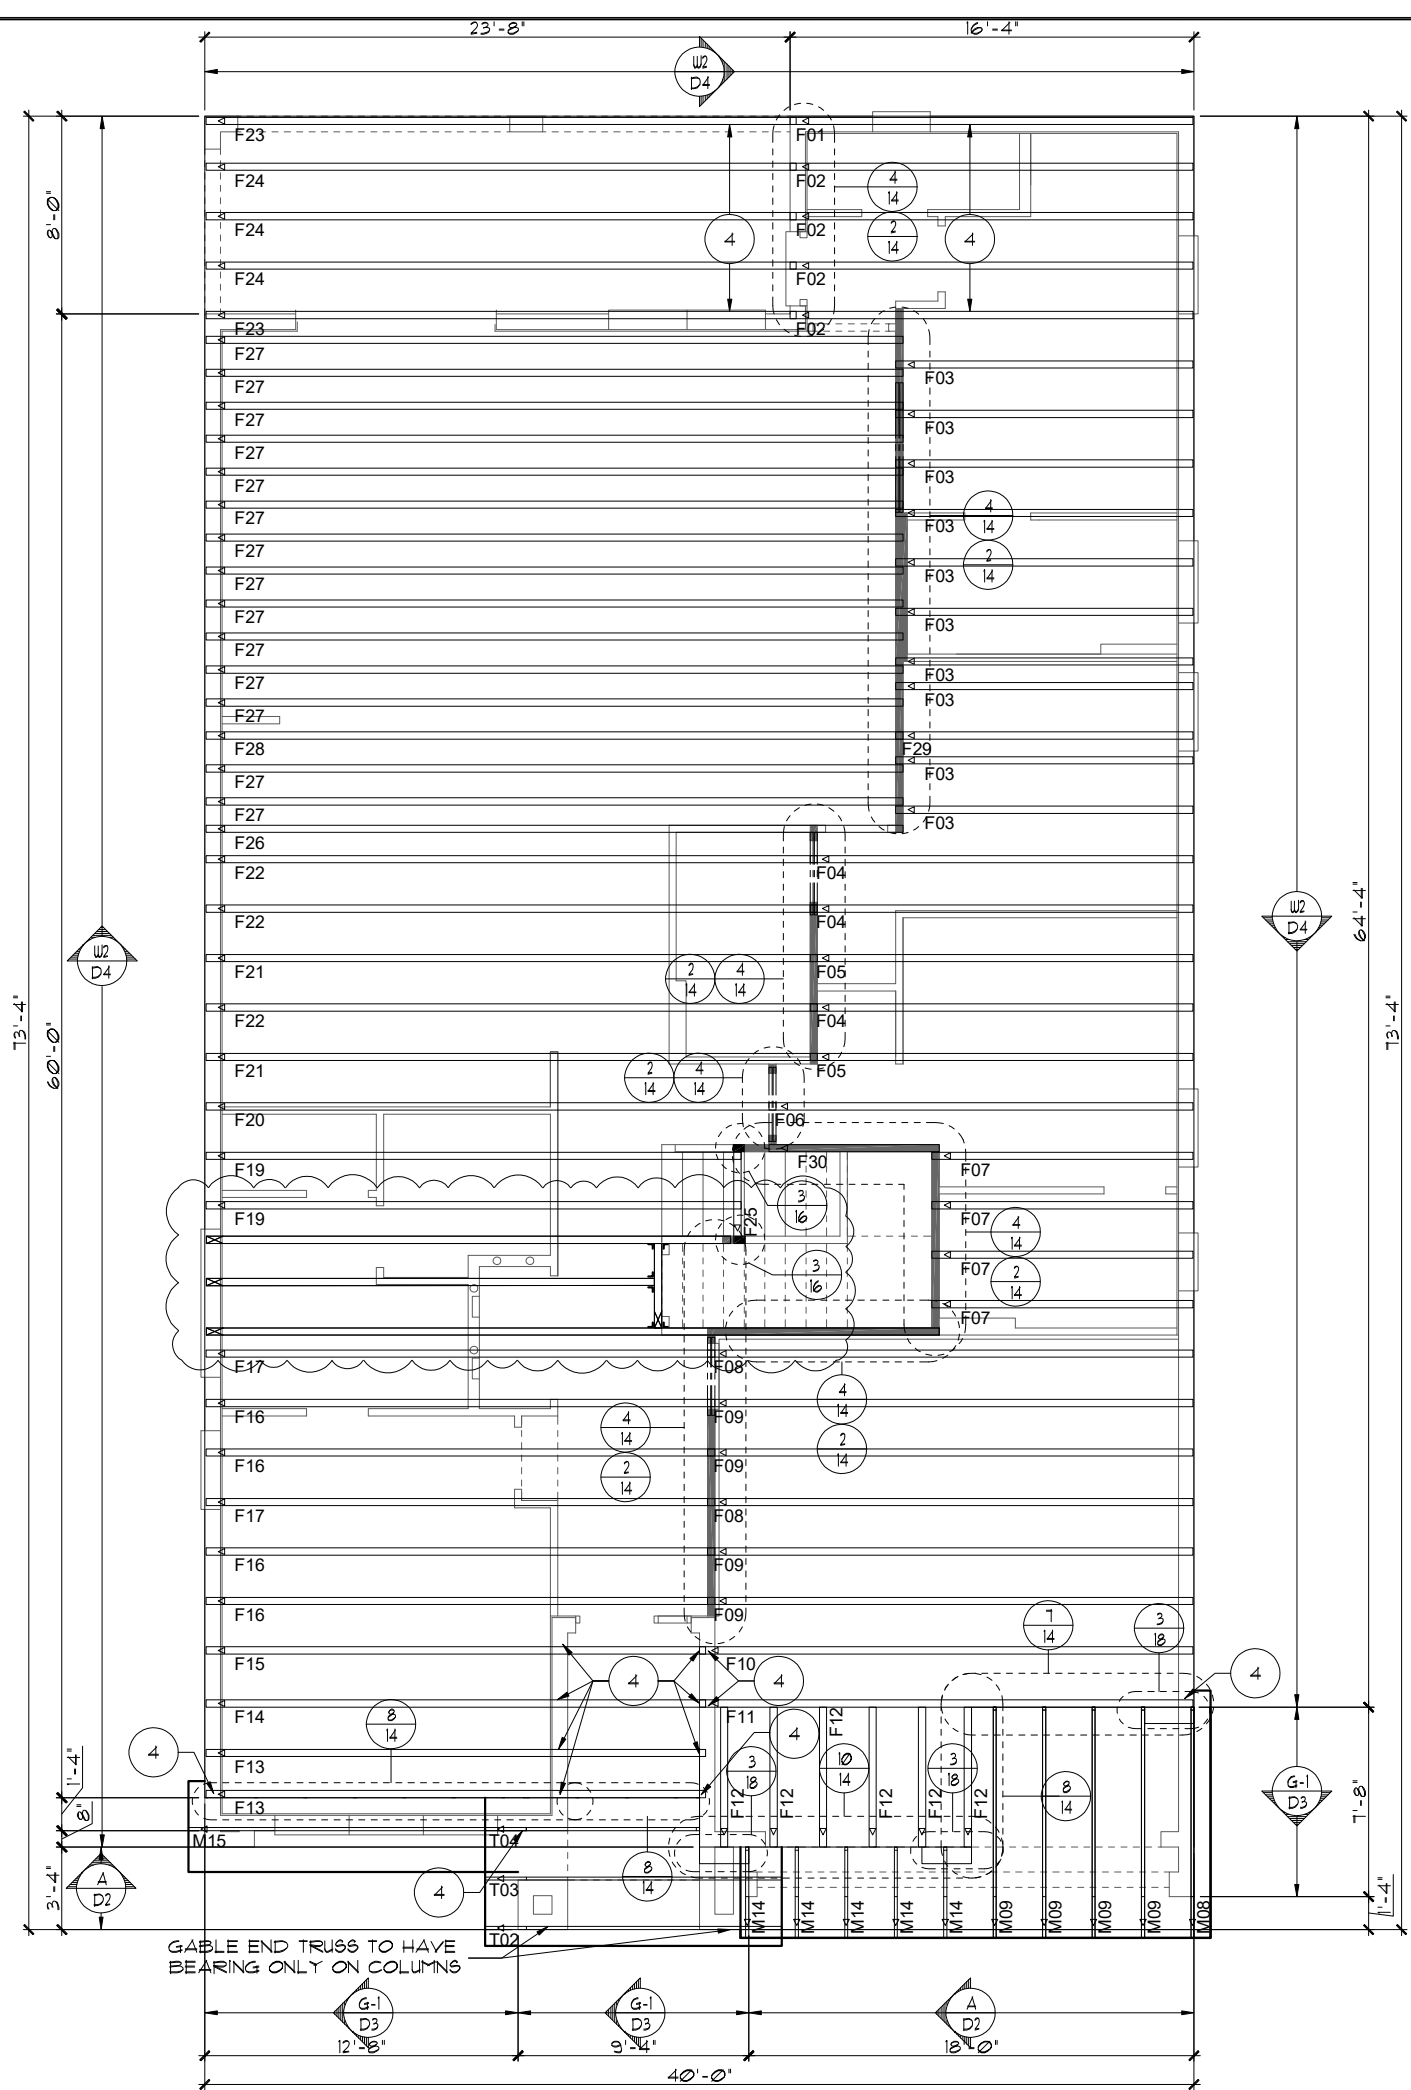 23'-8"
16'-4"
W2
D4
F23
F01
F24
F02
4
14
8'-0"
F24
F02
2
14
4
4
F24
F02
F23
F02
F27
F03
F27
F27
F03
F27
F03
F27
F27
F03
4
14
F27
F03
2
14
F27
F27
F03
F27
F03
F27
F03
F27
F28
F29
F27
F03
F27
F03
F26
F22
F04
64'-4"
F22
F04
W2
D4
W2
D4
F21
F05
2
14
4
14
73'-4"
60'-0"
F22
F04
73'-4"
F21
F05
2
14
4
14
F20
F06
F19
F30
F07
3
16
F19
F25
F07
4
14
3
16
F07
2
14
F07
F17
F08
F16
F09
4
14
4
14
F16
F09
2
14
2
14
F17
F08
F16
F09
F16
F09
7
14
3
18
F15
F10
4
4
4
F14
F11
F12
8
14
4
4
F13
3
18
10
14
3
18
8
14
G-1
D3
7'-8"
1'-4"
F13
F12
F12
F12
F12
F12
8"
M15
T04
8
14
3'-4"
A
D2
4
T03
1'-4"
M14
M14
M14
M14
M14
M09
M09
M09
M09
M08
T02
GABLE END TRUSS TO HAVE
BEARING ONLY ON COLUMNS
G-1
D3
G-1
D3
A
D2
12'-8"
9'-4"
18'-0"
40'-0"